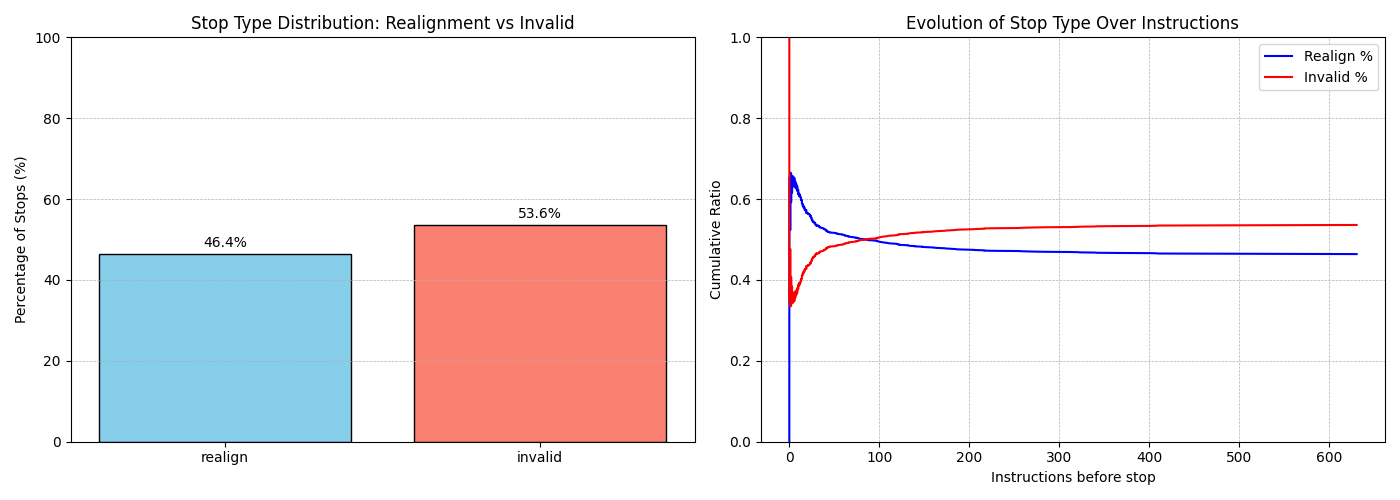 Stop Type Distribution: Realignment vs Invalid
Percentage of Stops (%)
100
80
60
40
20
0
46.4%
53.6%
realign
invalid
Evolution of Stop Type Over Instructions
Cumulative Ratio
1.0
0.8
0.6
0.4
0.2
0.0
Realign %
Invalid %
0
100
200
300
400
500
600
Instructions before stop